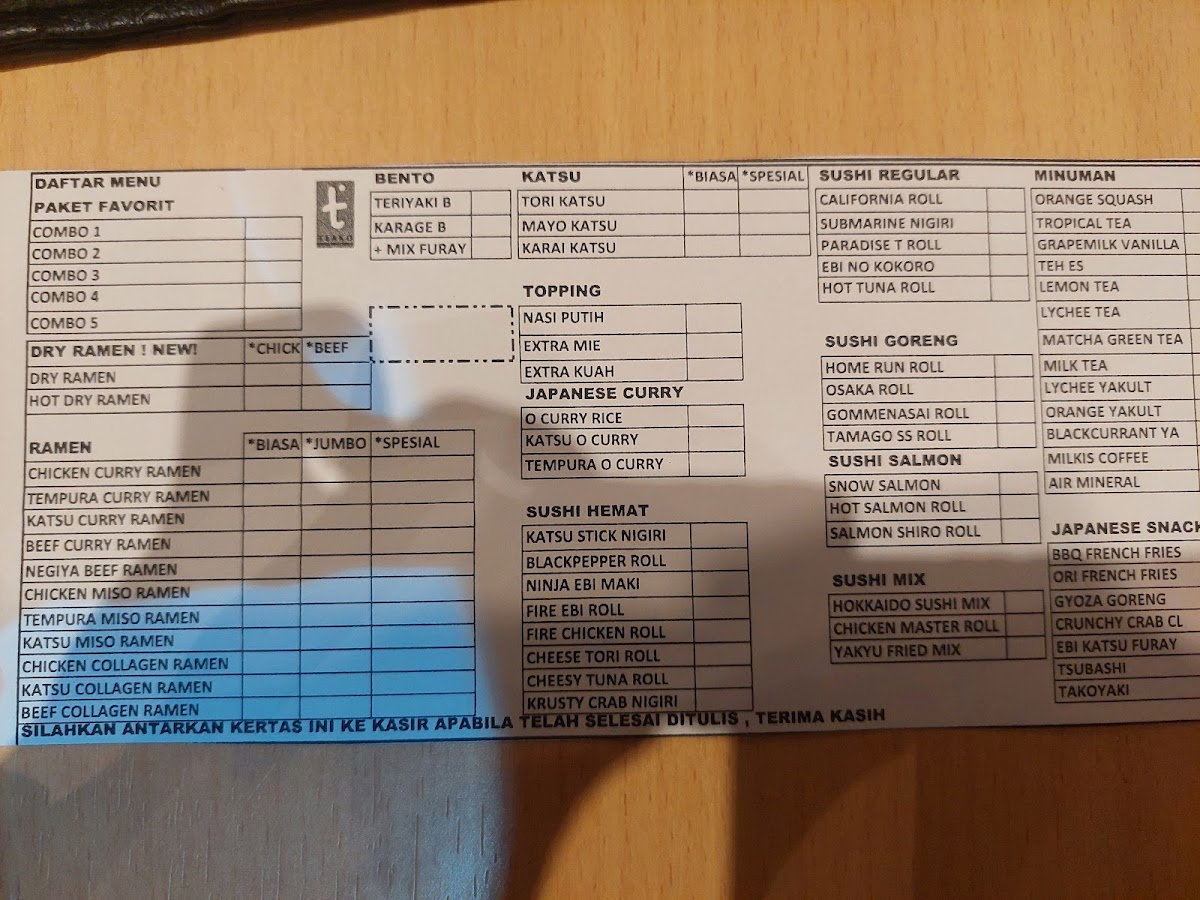 DAFTAR MENU
PAKET FAVORIT
COMBO 1
COMBO 2
COMBO 3
COMBO 4
COMBO 5
DRY RAMEN ! NEW! *CHICK *BEEF
DRY RAMEN
HOT DRY RAMEN
RAMEN *BIASA *JUMBO *SPESIAL
CHICKEN CURRY RAMEN
TEMPURA CURRY RAMEN
KATSU CURRY RAMEN
BEEF CURRY RAMEN
NEGIYA BEEF RAMEN
CHICKEN MISO RAMEN
TEMPURA MISO RAMEN
KATSU MISO RAMEN
CHICKEN COLLAGEN RAMEN
KATSU COLLAGEN RAMEN
BEEF COLLAGEN RAMEN
BENTO
TERIYAKI B
KARAGE B
+ MIX FURAY
KATSU *BIASA *SPESIAL
TORI KATSU
MAYO KATSU
KARAI KATSU
TOPPING
NASI PUTIH
EXTRA MIE
EXTRA KUAH
JAPANESE CURRY
O CURRY RICE
KATSU O CURRY
TEMPURA O CURRY
SUSHI HEMAT
KATSU STICK NIGIRI
BLACKPEPPER ROLL
NINJA EBI MAKI
FIRE EBI ROLL
FIRE CHICKEN ROLL
CHEESE TORI ROLL
CHEESY TUNA ROLL
KRUSTY CRAB NIGIRI
SUSHI REGULAR
CALIFORNIA ROLL
SUBMARINE NIGIRI
PARADISE T ROLL
EBI NO KOKORO
HOT TUNA ROLL
SUSHI GORENG
HOME RUN ROLL
OSAKA ROLL
GOMMENASAI ROLL
TAMAGO SS ROLL
SUSHI SALMON
SNOW SALMON
HOT SALMON ROLL
SALMON SHIRO ROLL
SUSHI MIX
HOKKAIDO SUSHI MIX
CHICKEN MASTER ROLL
YAKYU FRIED MIX
MINUMAN
ORANGE SQUASH
TROPICAL TEA
GRAPEMILK VANILLA
TEH ES
LEMON TEA
LYCHEE TEA
MATCHA GREEN TEA
MILK TEA
LYCHEE YAKULT
ORANGE YAKULT
BLACKCURRANT YA
MILKIS COFFEE
AIR MINERAL
JAPANESE SNACK
BBQ FRENCH FRIES
ORI FRENCH FRIES
GYOZA GORENG
CRUNCHY CRAB CL
EBI KATSU FURAY
TSUBASHI
TAKOYAKI
SILAHKAN ANTARKAN KERTAS INI KE KASIR APABILA TELAH SELESAI DITULIS , TERIMA KASIH